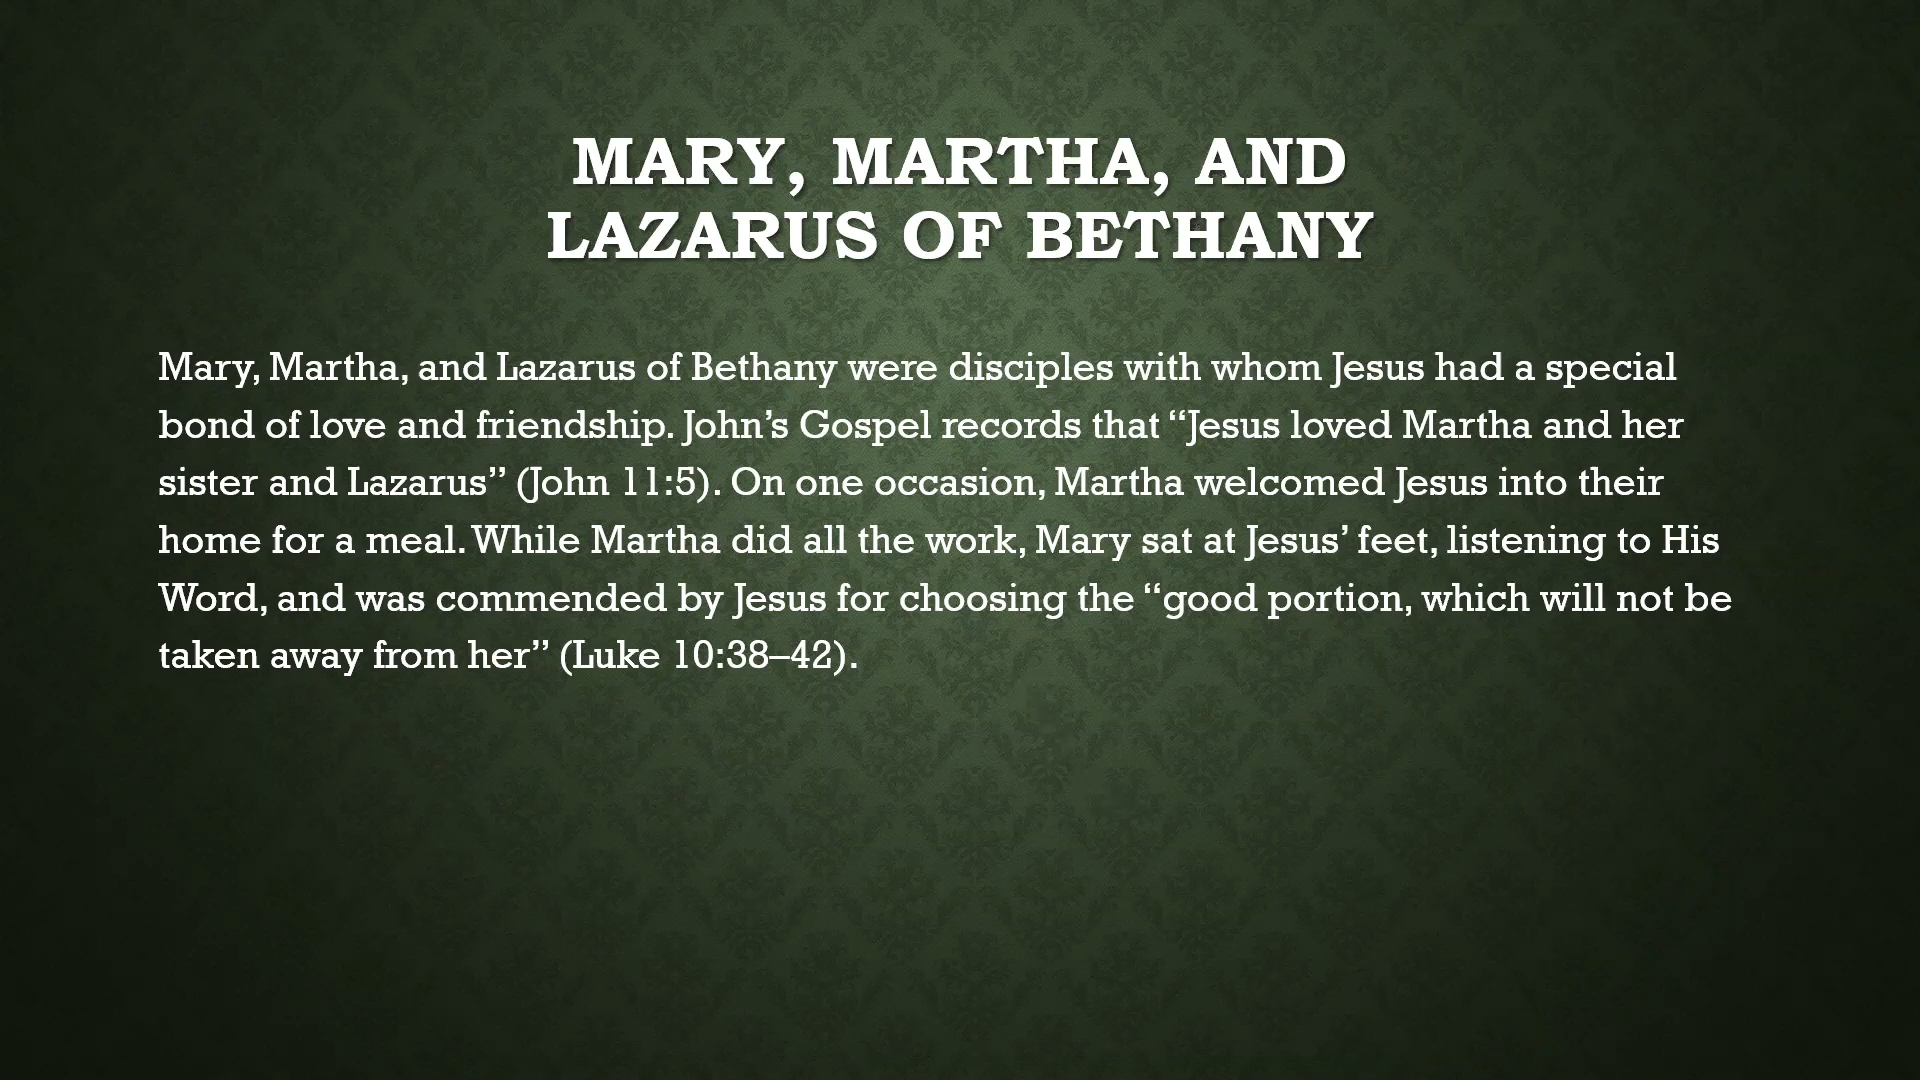 MARY, MARTHA, AND
LAZARUS OF BETHANY
Mary, Martha, and Lazarus of Bethany were disciples with whom Jesus had a special
bond of love and friendship. John’s Gospel records that “Jesus loved Martha and her
sister and Lazarus” (John 11:5). On one occasion, Martha welcomed Jesus into their
home for a meal. While Martha did all the work, Mary sat at Jesus’ feet, listening to His
Word, and was commended by Jesus for choosing the “good portion, which will not be
taken away from her” (Luke 10:38–42).